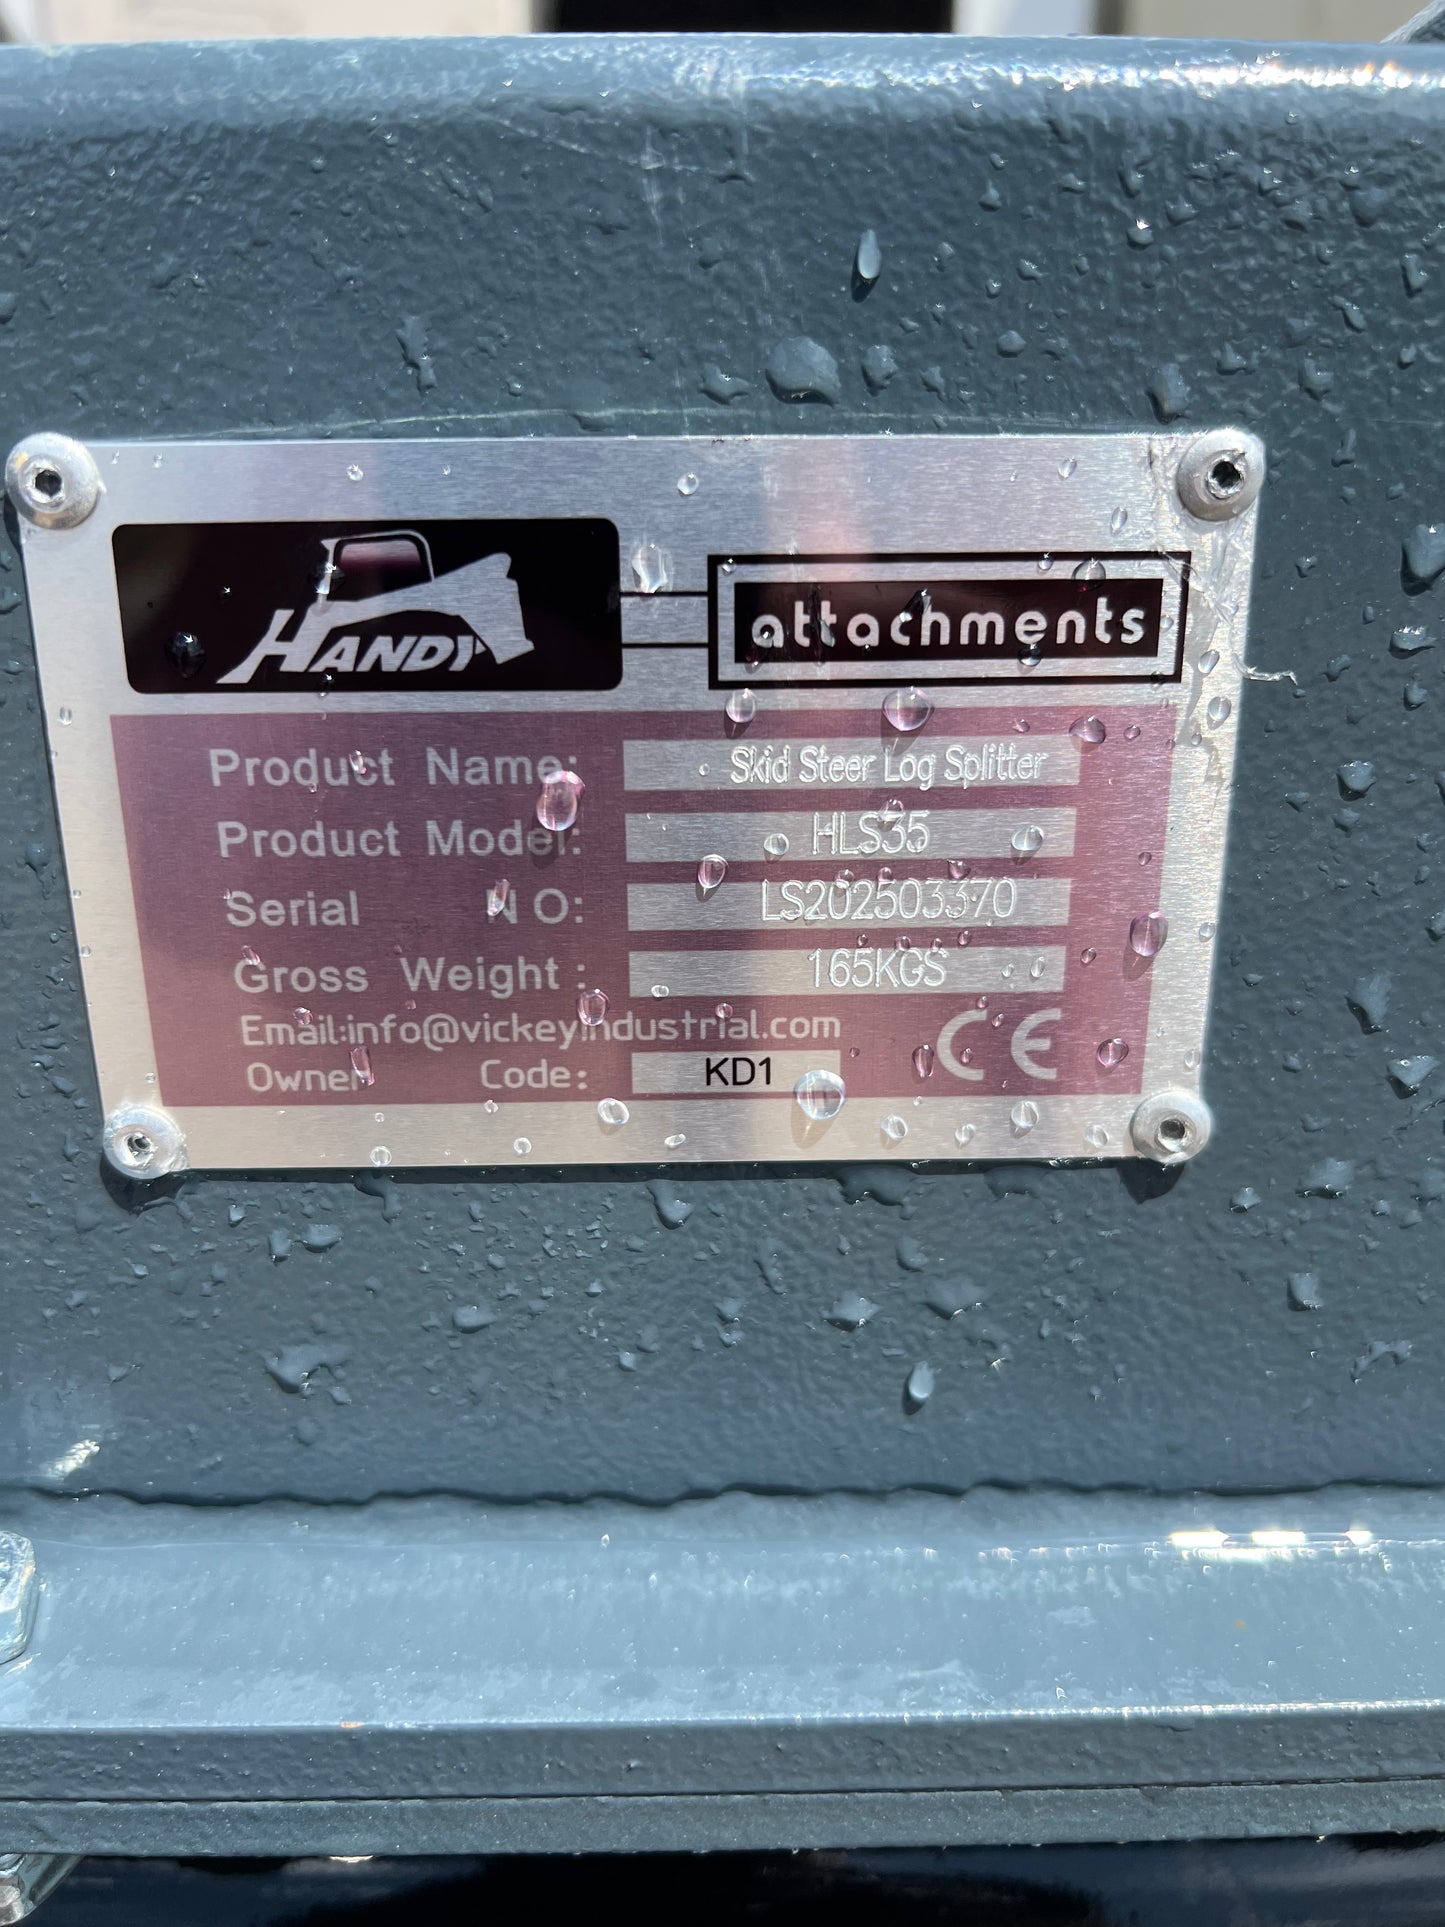 HANDY
attachments
Product Name: Skid Steer Log Splitter
Product Model: HLS35
Serial NO: LS202503370
Gross Weight: 165KGS
Email:info@vickeyindustrial.com
Owner Code: KD1
CE